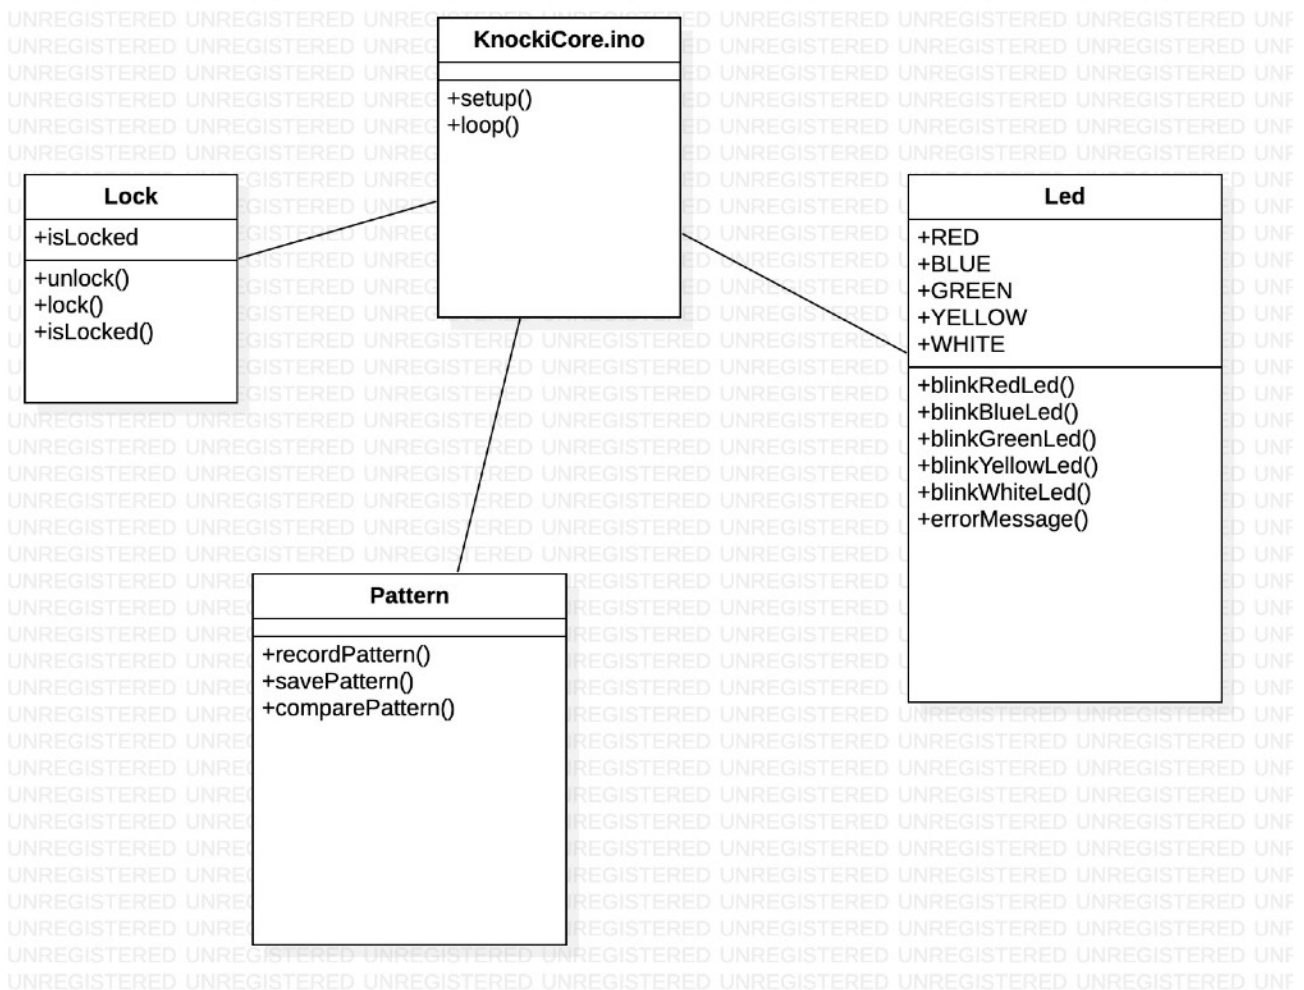 KnockiCore.ino
+setup()
+loop()
Lock
+isLocked
+unlock()
+lock()
+isLocked()
Led
+RED
+BLUE
+GREEN
+YELLOW
+WHITE
+blinkRedLed()
+blinkBlueLed()
+blinkGreenLed()
+blinkYellowLed()
+blinkWhiteLed()
+errorMessage()
Pattern
+recordPattern()
+savePattern()
+comparePattern()
UNREGISTERED